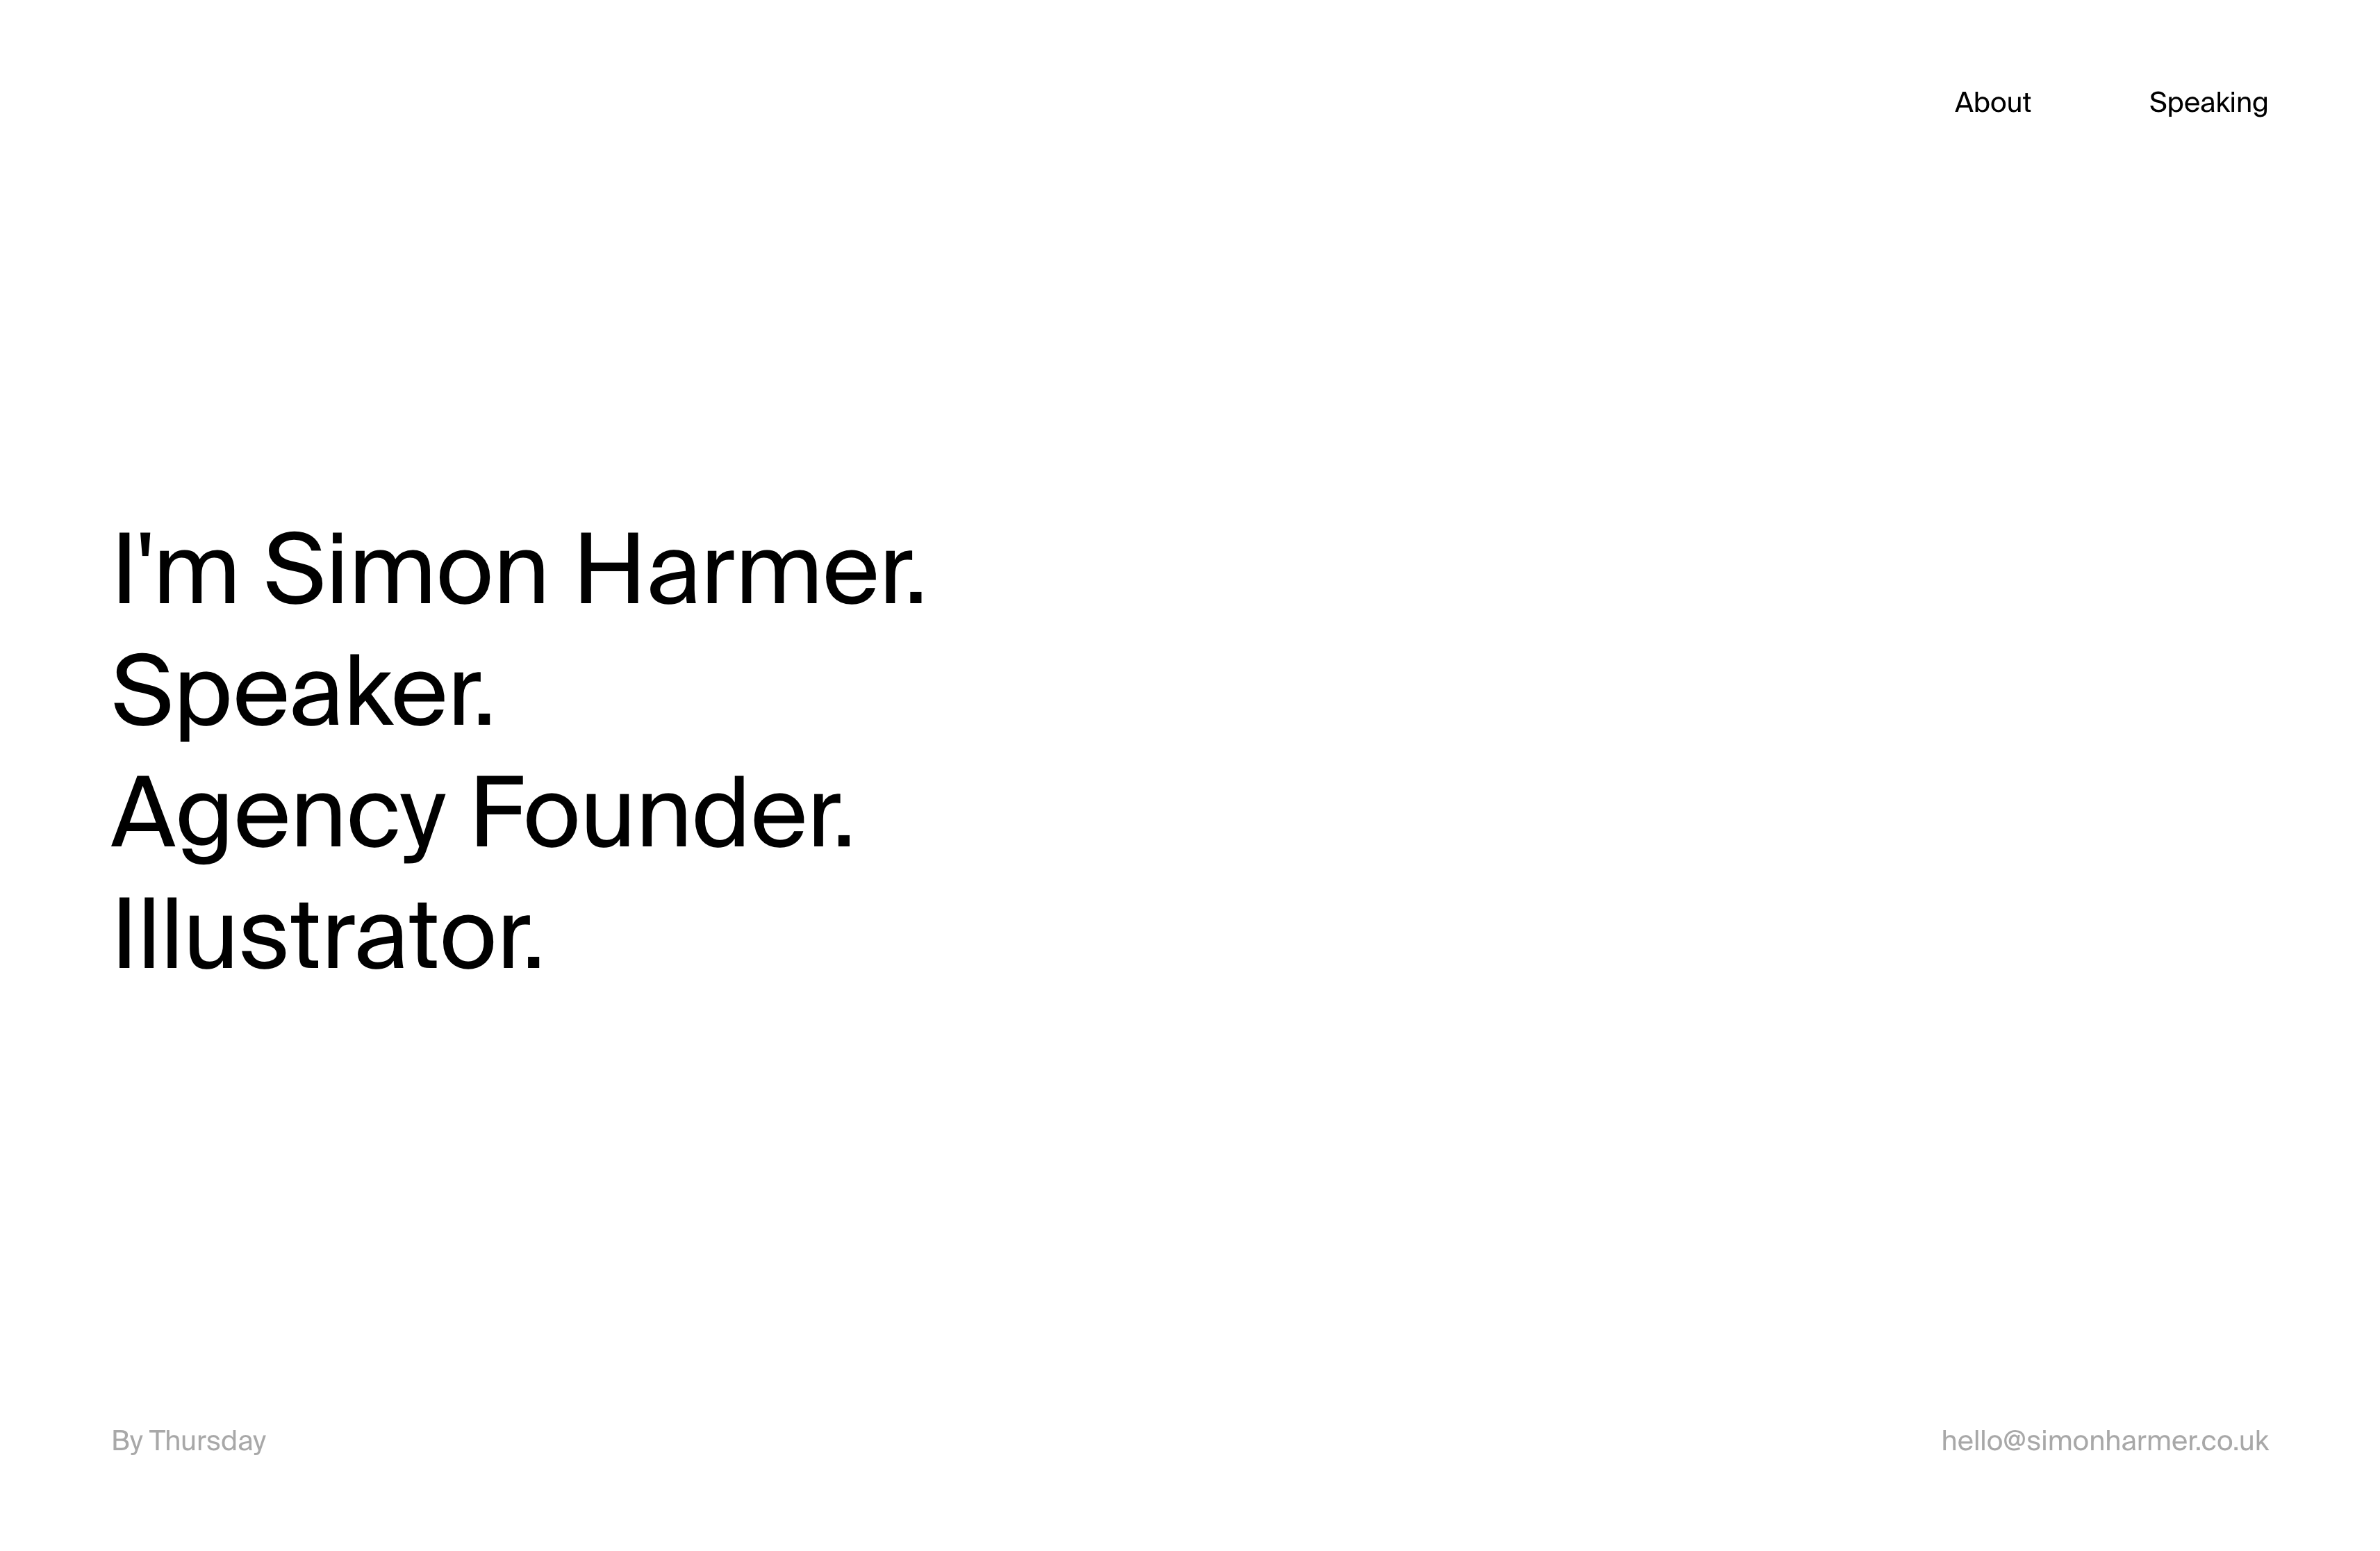 About Speaking
I'm Simon Harmer.
Speaker.
Agency Founder.
Illustrator.
By Thursday hello@simonharmer.co.uk